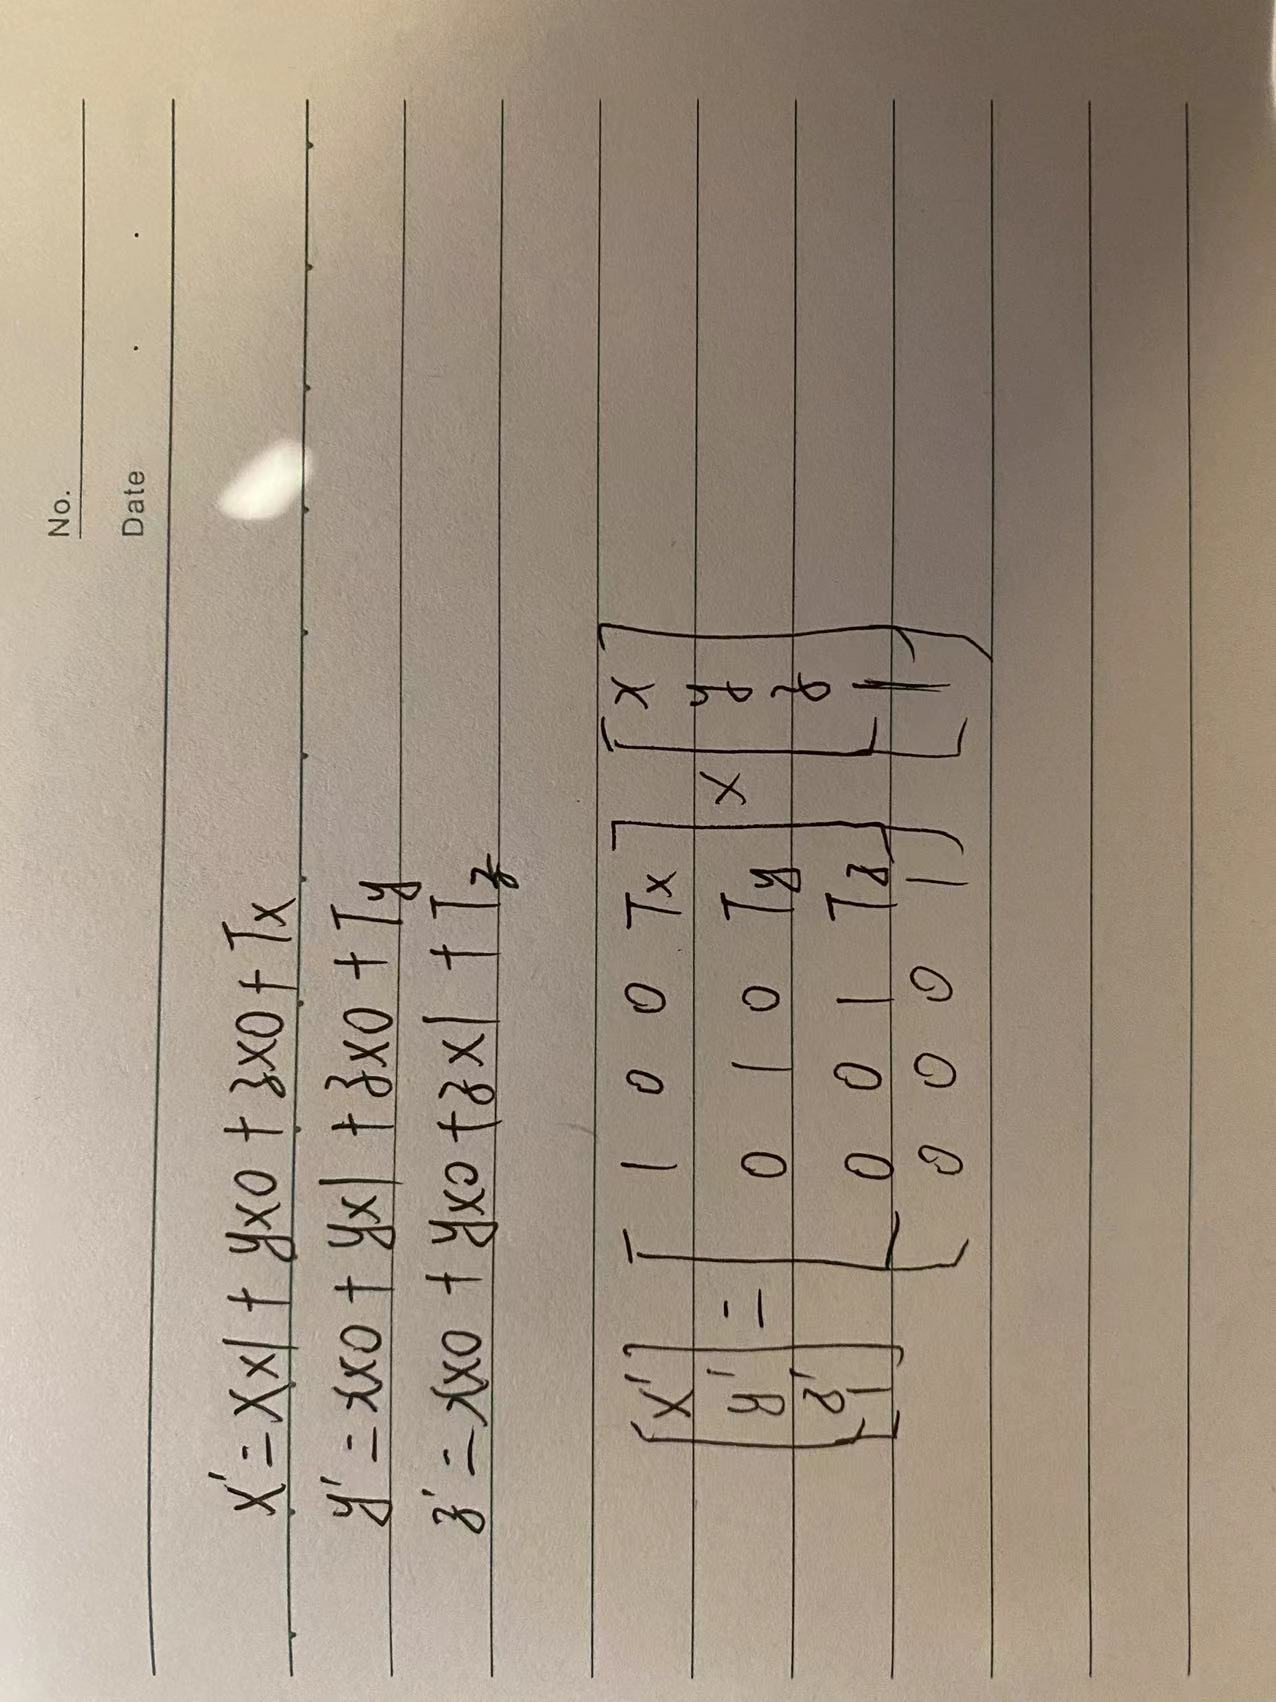 No.
Date
x' = x×1 + y×0 + z×0 + Tx
y' = x×0 + y×1 + z×0 + Ty
z' = x×0 + y×0 + z×1 + Tz
[x'] = [1 0 0 Tx] × [x]
[y'] [0 1 0 Ty] [y]
[z'] [0 0 1 Tz] [z]
[1] [0 0 0 1] [1]